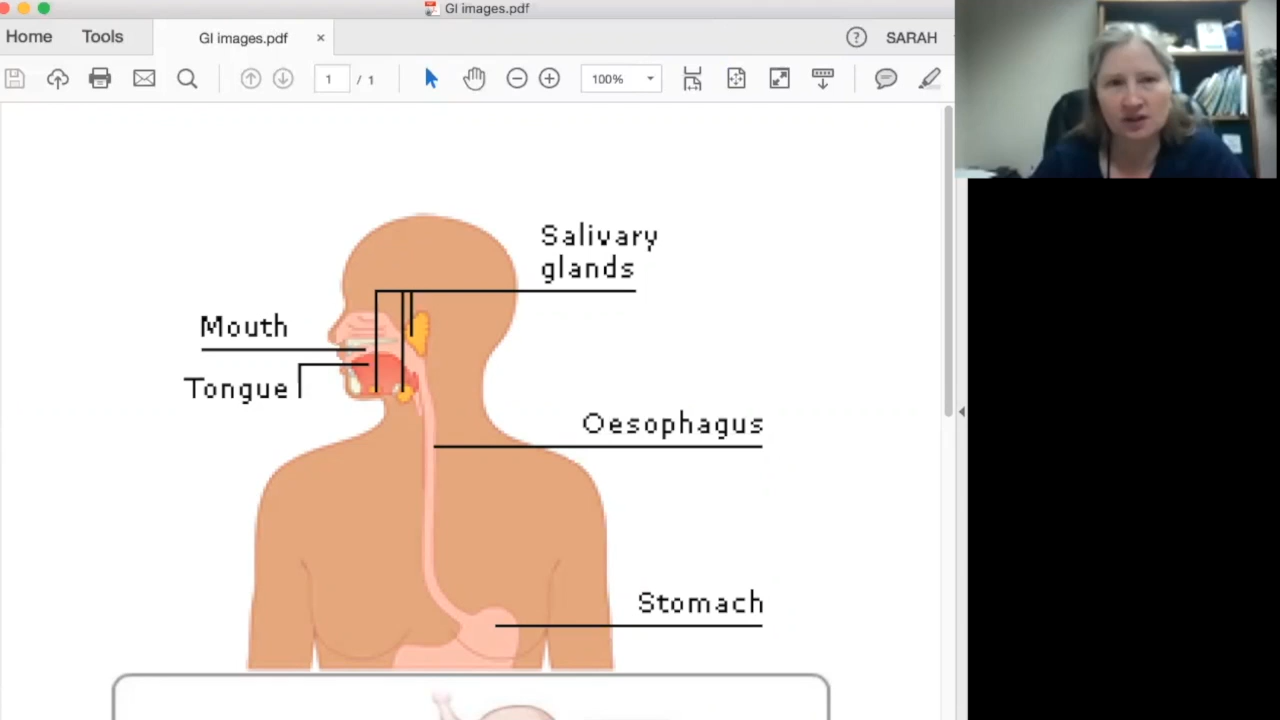 GI images.pdf
Home Tools GI images.pdf × ? SARAH
1 / 1 100%
Salivary
glands
Mouth
Tongue
Oesophagus
Stomach